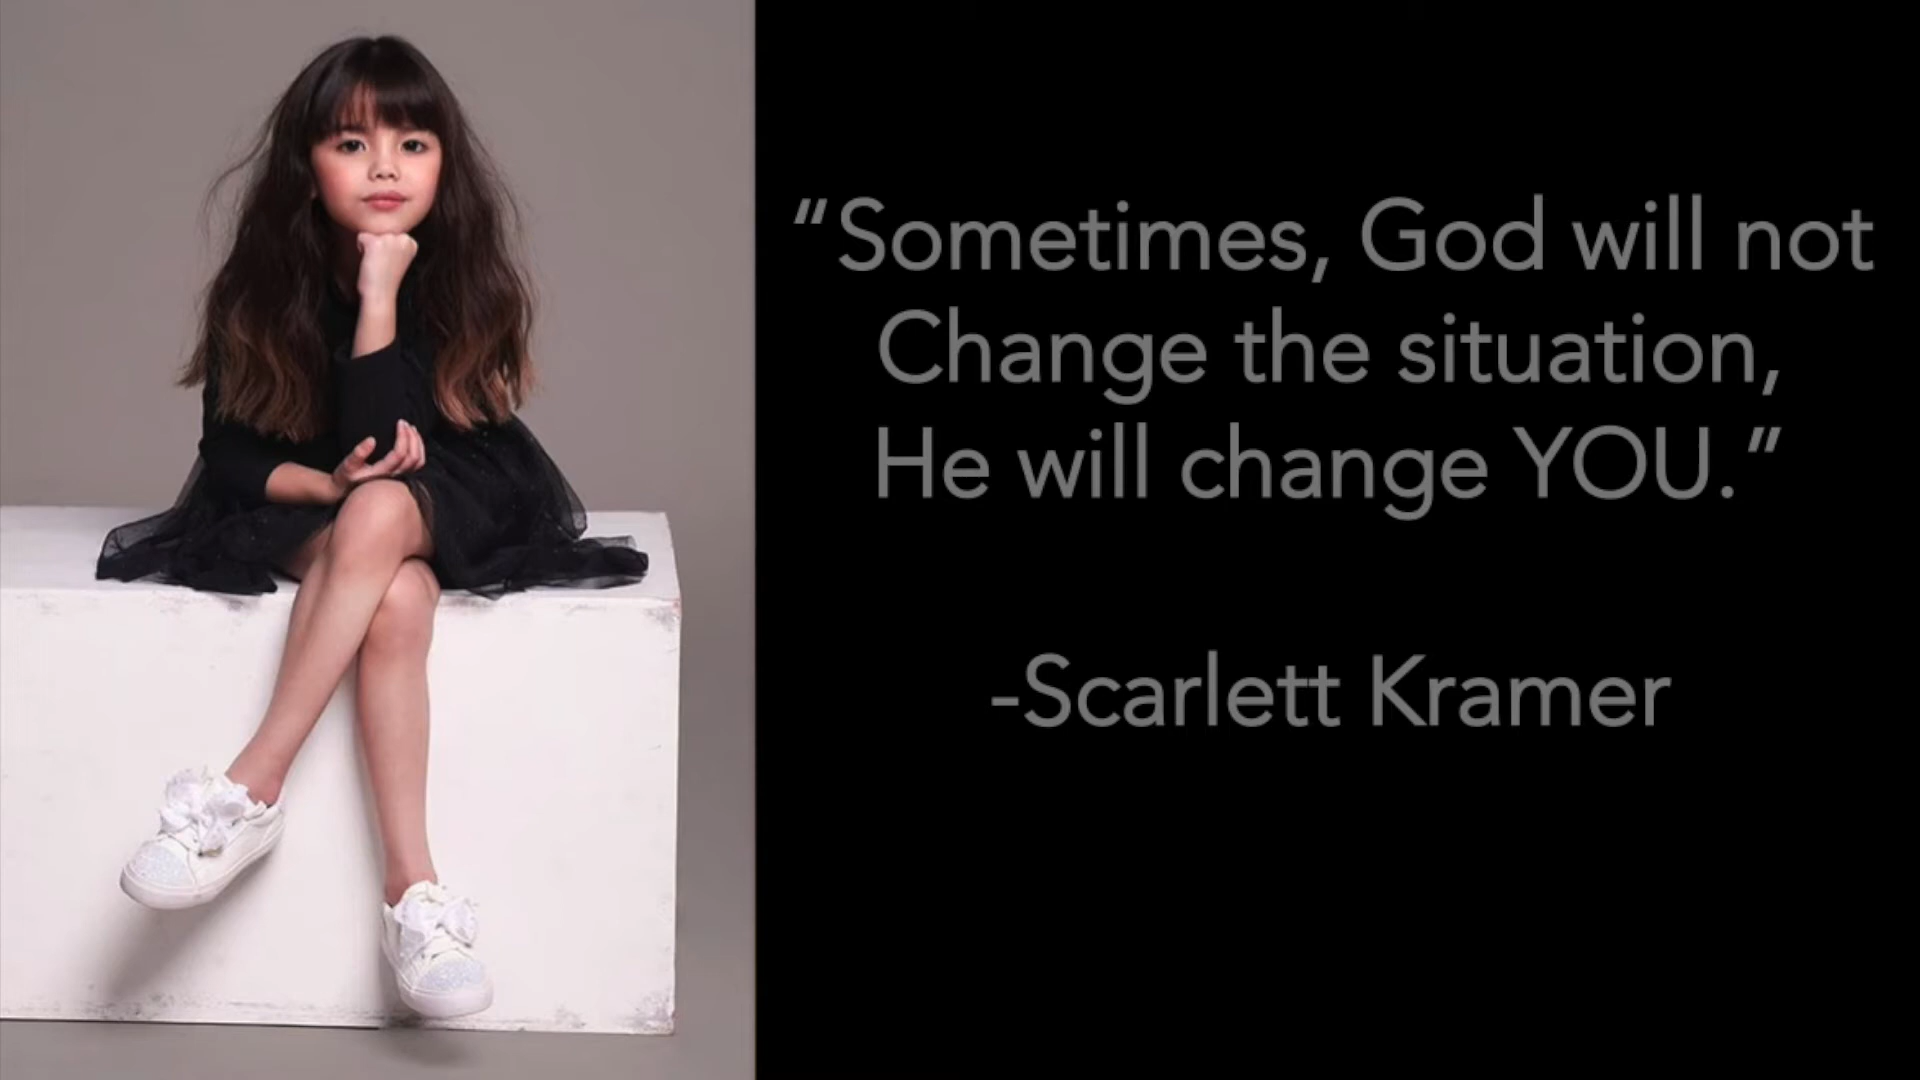 “Sometimes, God will not
Change the situation,
He will change YOU.”
-Scarlett Kramer